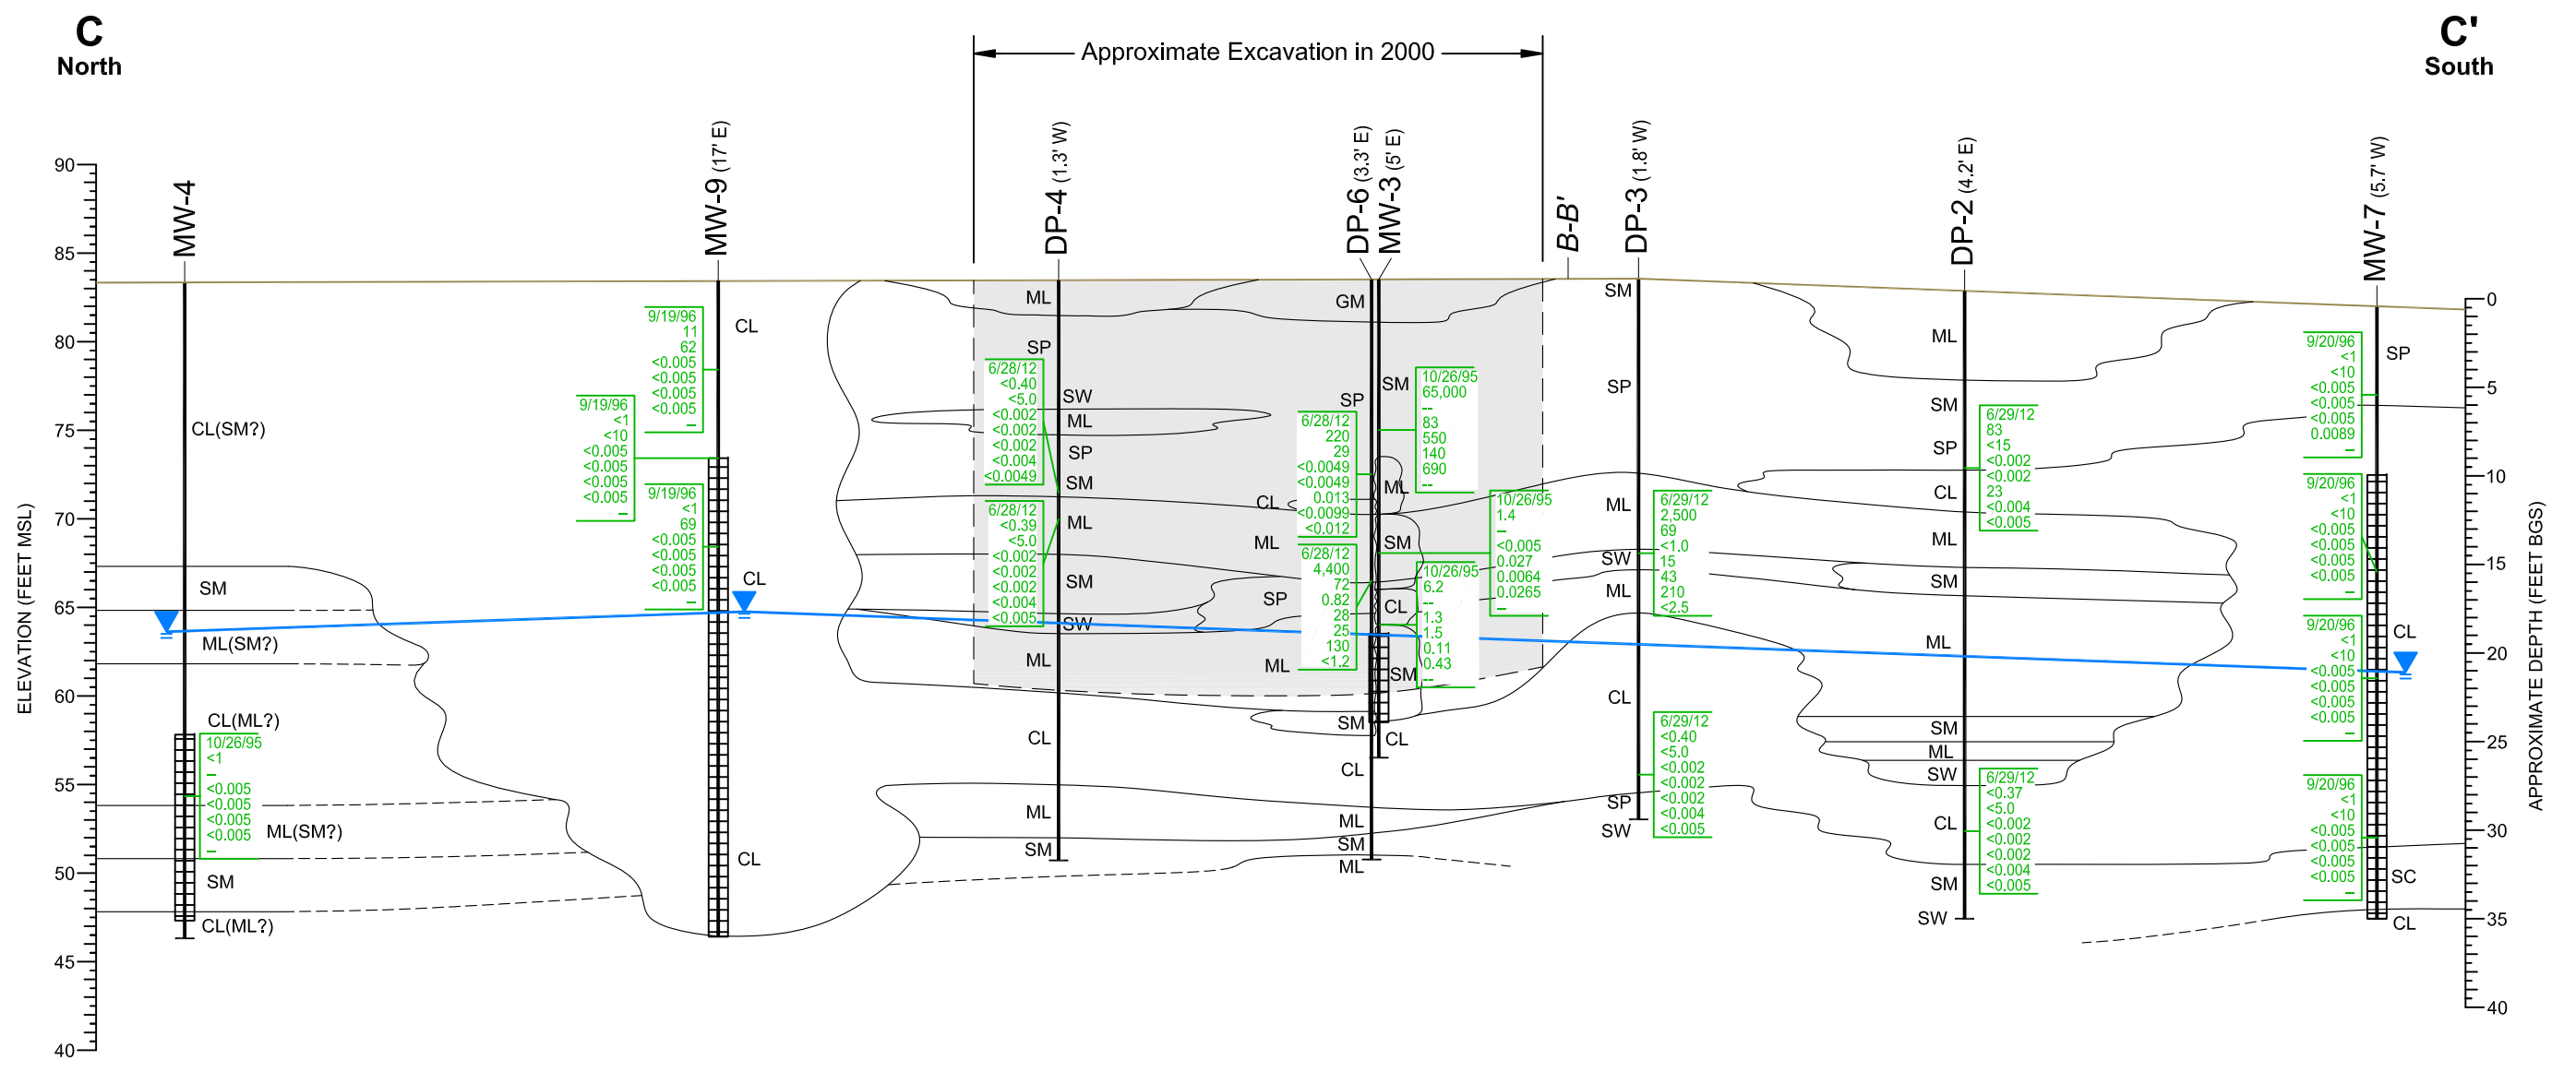 C
North
C'
South
Approximate Excavation in 2000
MW-4
MW-9 (17' E)
DP-4 (1.3' W)
DP-6 (3.3' E)
MW-3 (5' E)
B-B'
DP-3 (1.8' W)
DP-2 (4.2' E)
MW-7 (5.7' W)
ELEVATION (FEET MSL)
90
85
80
75
70
65
60
55
50
45
40
CL(SM?)
SM
ML(SM?)
CL(ML?)
10/26/95
<1
–
<0.005
<0.005
<0.005
<0.005
–
ML(SM?)
SM
CL(ML?)
9/19/96
11
62
<0.005
<0.005
<0.005
<0.005
–
9/19/96
<1
<10
<0.005
<0.005
<0.005
<0.005
–
9/19/96
<1
69
<0.005
<0.005
<0.005
<0.005
–
CL
CL
CL
ML
SP
SW
ML
SP
SM
ML
SM
SW
ML
CL
ML
SM
6/28/12
<0.40
<5.0
<0.002
<0.002
<0.002
<0.004
<0.0049
6/28/12
<0.39
<5.0
<0.002
<0.002
<0.002
<0.004
<0.005
GM
SP
CL
ML
SP
ML
SM
CL
ML
SM
ML
6/28/12
220
29
<0.0049
<0.0049
0.013
<0.0099
<0.012
6/28/12
4,400
72
0.82
28
25
130
<1.2
SM
ML
SM
CL
SM
CL
10/26/95
65,000
--
83
550
140
690
--
10/26/95
1.4
–
<0.005
0.027
0.0064
0.0265
–
10/26/95
6.2
--
1.3
1.5
0.11
0.43
--
SM
SP
ML
SW
ML
CL
SP
SW
6/29/12
2,500
69
<1.0
15
43
210
<2.5
6/29/12
<0.40
<5.0
<0.002
<0.002
<0.002
<0.004
<0.005
ML
SM
SP
CL
ML
SM
ML
SM
ML
SW
CL
SM
SW
6/29/12
83
<15
<0.002
<0.002
23
<0.004
<0.005
6/29/12
<0.37
<5.0
<0.002
<0.002
<0.002
<0.004
<0.005
9/20/96
<1
<10
<0.005
<0.005
<0.005
0.0089
–
9/20/96
<1
<10
<0.005
<0.005
<0.005
<0.005
–
9/20/96
<1
<10
<0.005
<0.005
<0.005
<0.005
–
9/20/96
<1
<10
<0.005
<0.005
<0.005
<0.005
–
SP
CL
SC
CL
0
5
10
15
20
25
30
35
40
APPROXIMATE DEPTH (FEET BGS)